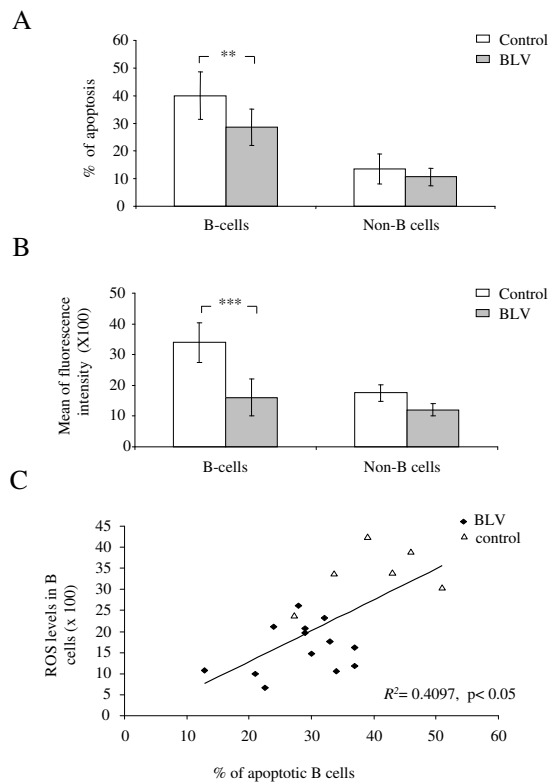 A
Control
BLV
**
% of apoptosis
60
50
40
30
20
10
0
B-cells
Non-B cells
B
Control
BLV
***
Mean of fluorescence
intensity (X100)
50
40
30
20
10
0
B-cells
Non-B cells
C
BLV
control
ROS levels in B
cells (x 100)
45
40
35
30
25
20
15
10
5
0
R²= 0.4097, p< 0.05
0
10
20
30
40
50
60
% of apoptotic B cells